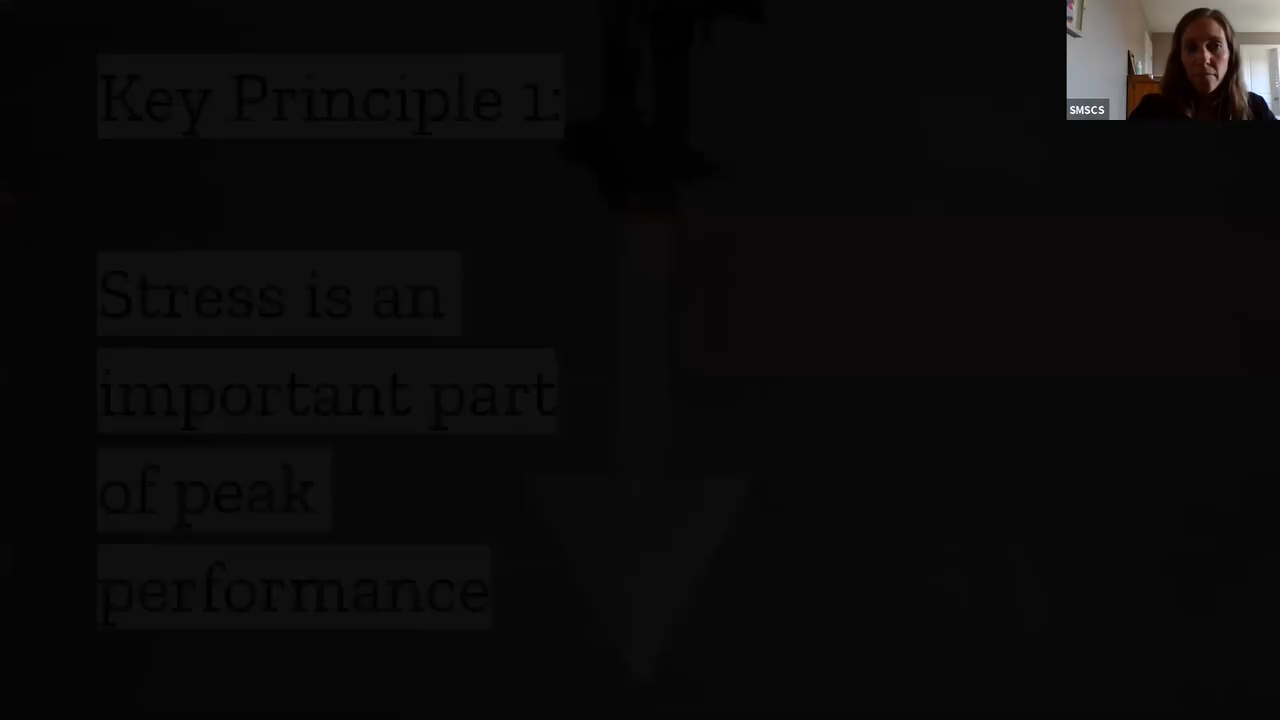 Key Principle 1:
Stress is an
important part
of peak
performance
SMSCS